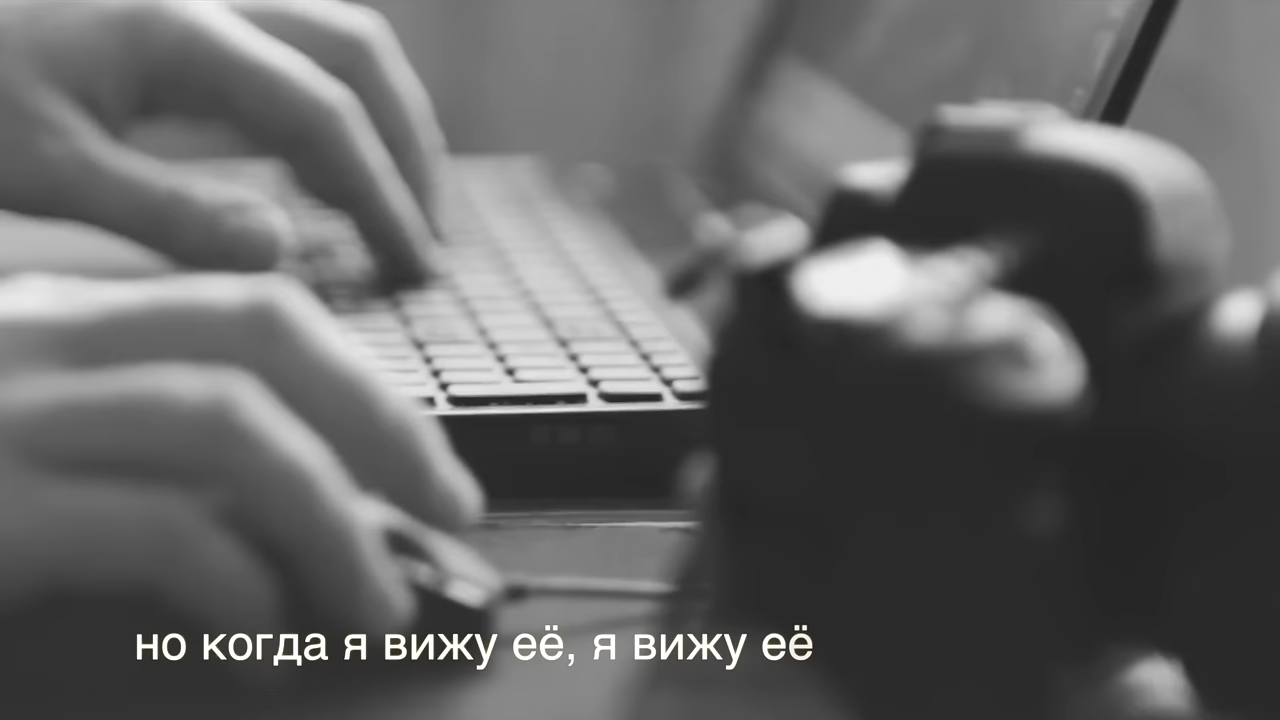 но когда я вижу её, я вижу её